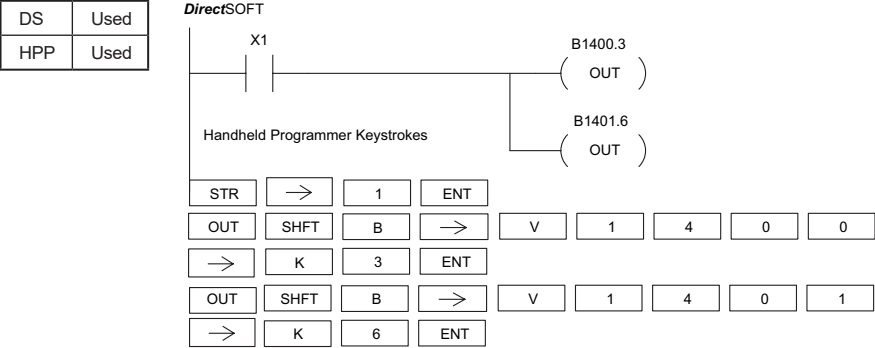 DS Used
HPP Used
DirectSOFT
X1
B1400.3
OUT
B1401.6
OUT
Handheld Programmer Keystrokes
STR → 1 ENT
OUT SHFT B → V 1 4 0 0
→ K 3 ENT
OUT SHFT B → V 1 4 0 1
→ K 6 ENT